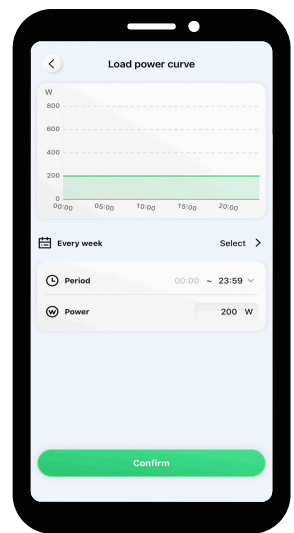 Load power curve
W
800
600
400
200
0
00:00 05:00 10:00 15:00 20:00
Every week Select
Period 00:00 ~ 23:59
W Power 200 W
Confirm